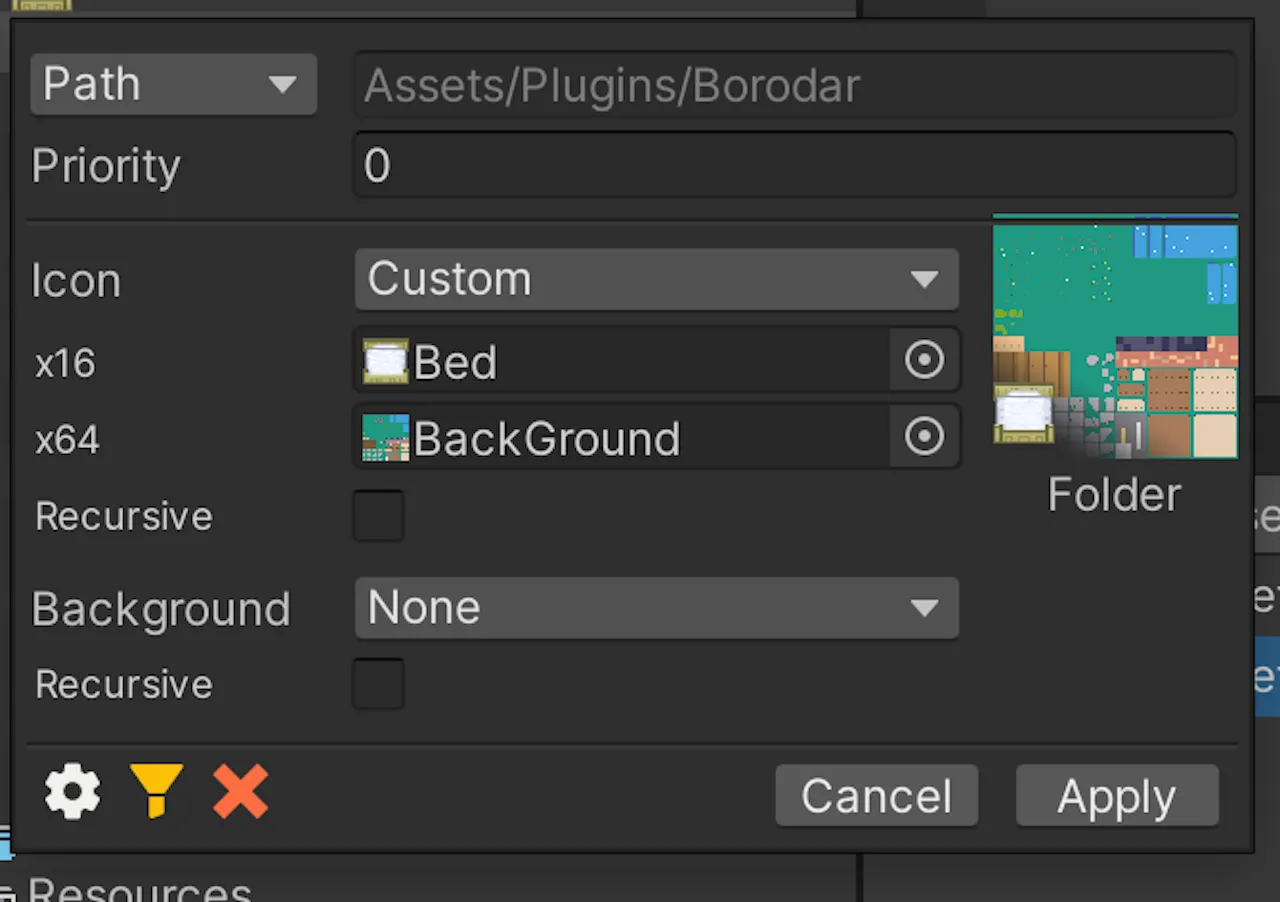 Path Assets/Plugins/Borodar
Priority 0
Icon Custom
x16 Bed
x64 BackGround
Folder
Recursive
Background None
Recursive
Cancel Apply
Resources